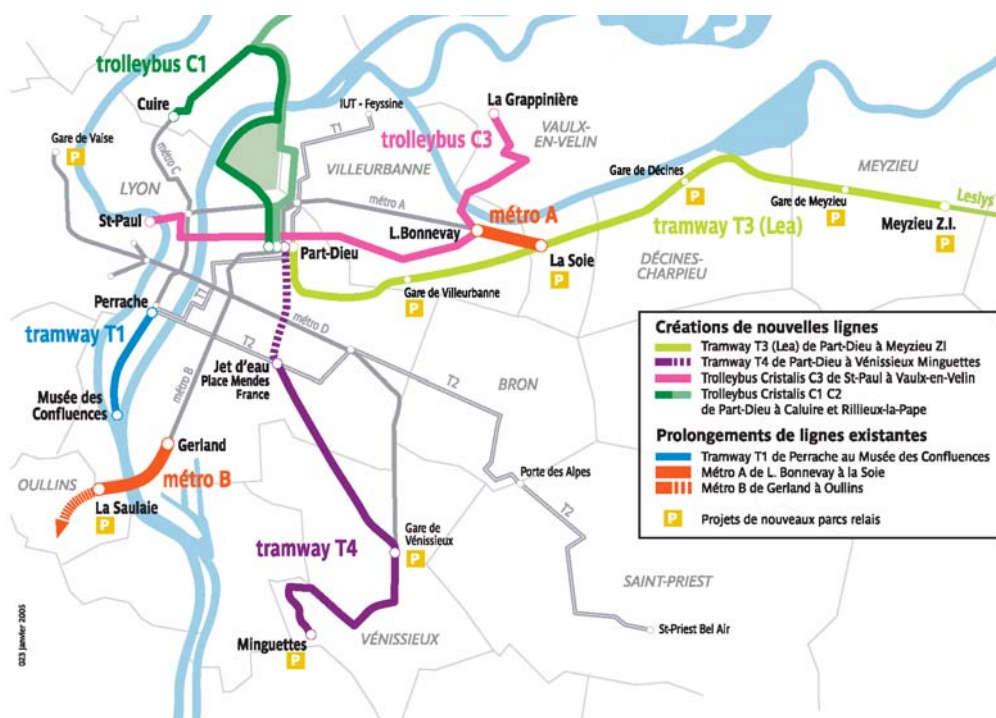 trolleybus C1
Cuire
Gare de Vaise
P
métro C
LYON
St-Paul
IUT - Feyssine
T1
VILLEURBANNE
métro A
La Grappinière
trolleybus C3
VAULX-
EN-VELIN
L.Bonnevay
métro A
La Soie
P
Part-Dieu
Gare de Villeurbanne
P
Gare de Décines
P
tramway T3 (Lea)
DÉCINES-
CHARPIEU
MEYZIEU
Gare de Meyzieu
P
Leslys
Meyzieu Z.I.
P
Perrache
T1
métro D
tramway T1
T2
métro B
Jet d'eau
Place Mendes
France
Musée des
Confluences
Gerland
OULLINS
métro B
La Saulaie
P
T2
BRON
Porte des Alpes
T2
tramway T4
Gare de
Vénissieux
P
Minguettes
P
VÉNISSIEUX
SAINT-PRIEST
St-Priest Bel Air
Créations de nouvelles lignes
Tramway T3 (Lea) de Part-Dieu à Meyzieu ZI
Tramway T4 de Part-Dieu à Vénissieux Minguettes
Trolleybus Cristalis C3 de St-Paul à Vaulx-en-Velin
Trolleybus Cristalis C1 C2
de Part-Dieu à Caluire et Rillieux-la-Pape
Prolongements de lignes existantes
Tramway T1 de Perrache au Musée des Confluences
Métro A de L. Bonnevay à la Soie
Métro B de Gerland à Oullins
P Projets de nouveaux parcs relais
023 janvier 2005